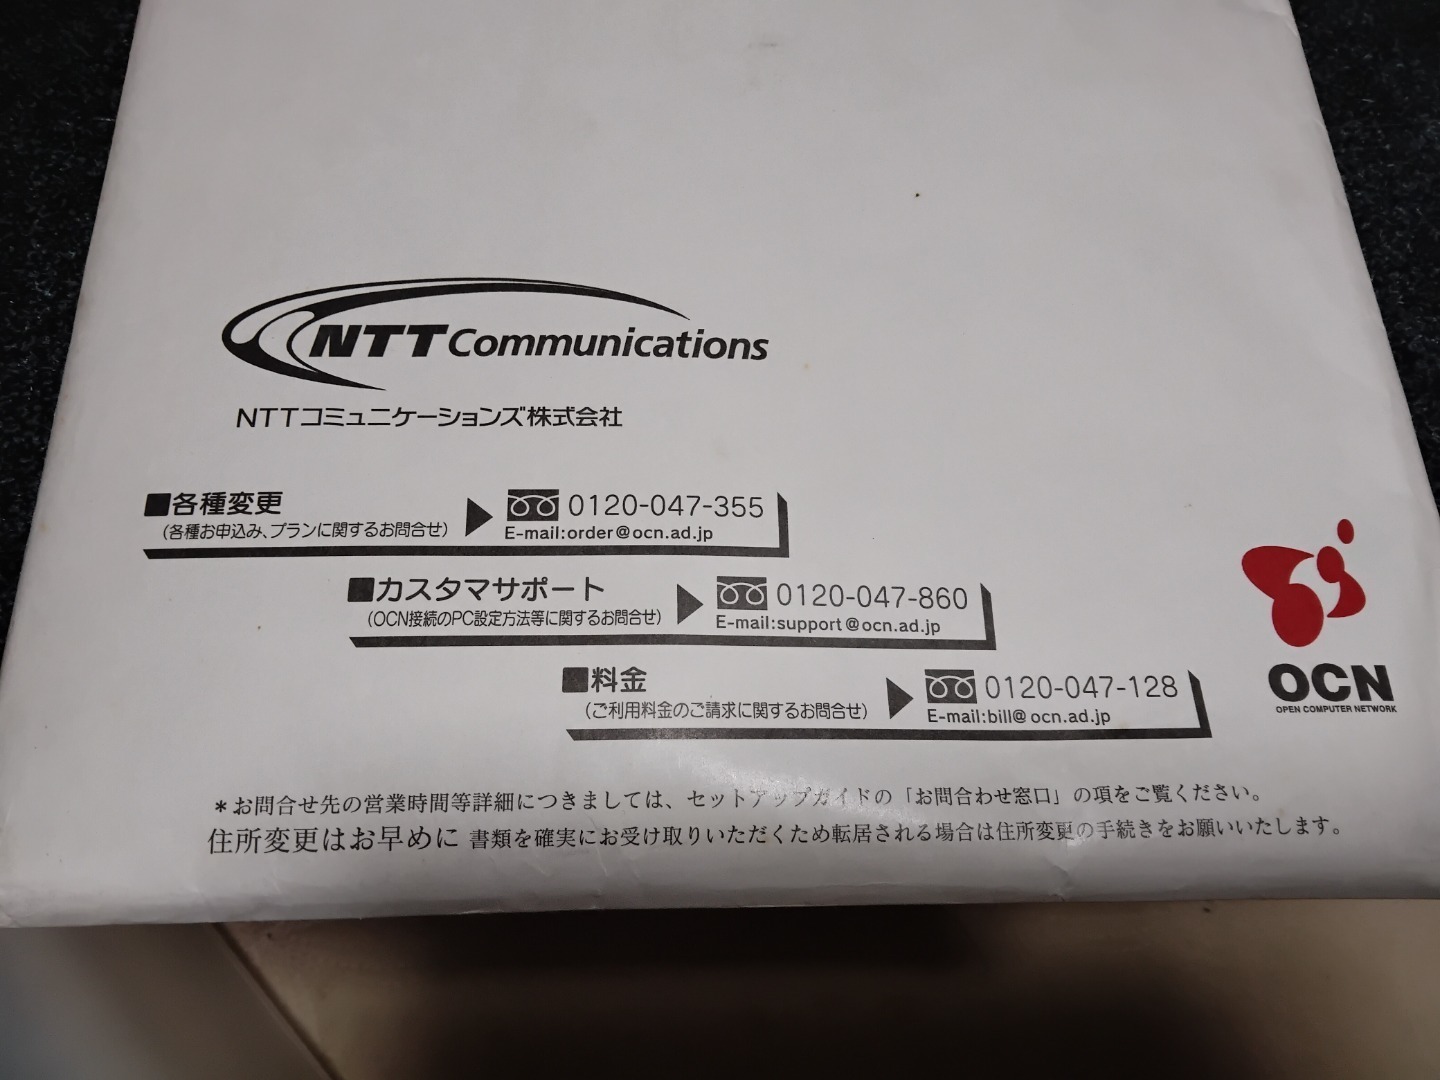 NTT Communications
NTTコミュニケーションズ株式会社
■各種変更
(各種お申込み、プランに関するお問合せ)
0120-047-355
E-mail:order@ocn.ad.jp
■カスタマサポート
(OCN接続のPC設定方法等に関するお問合せ)
0120-047-860
E-mail:support@ocn.ad.jp
■料金
(ご利用料金のご請求に関するお問合せ)
0120-047-128
E-mail:bill@ocn.ad.jp
OCN
OPEN COMPUTER NETWORK
*お問合せ先の営業時間等詳細につきましては、セットアップガイドの「お問合わせ窓口」の項をご覧ください。
住所変更はお早めに 書類を確実にお受け取りいただくため転居される場合は住所変更の手続きをお願いいたします。